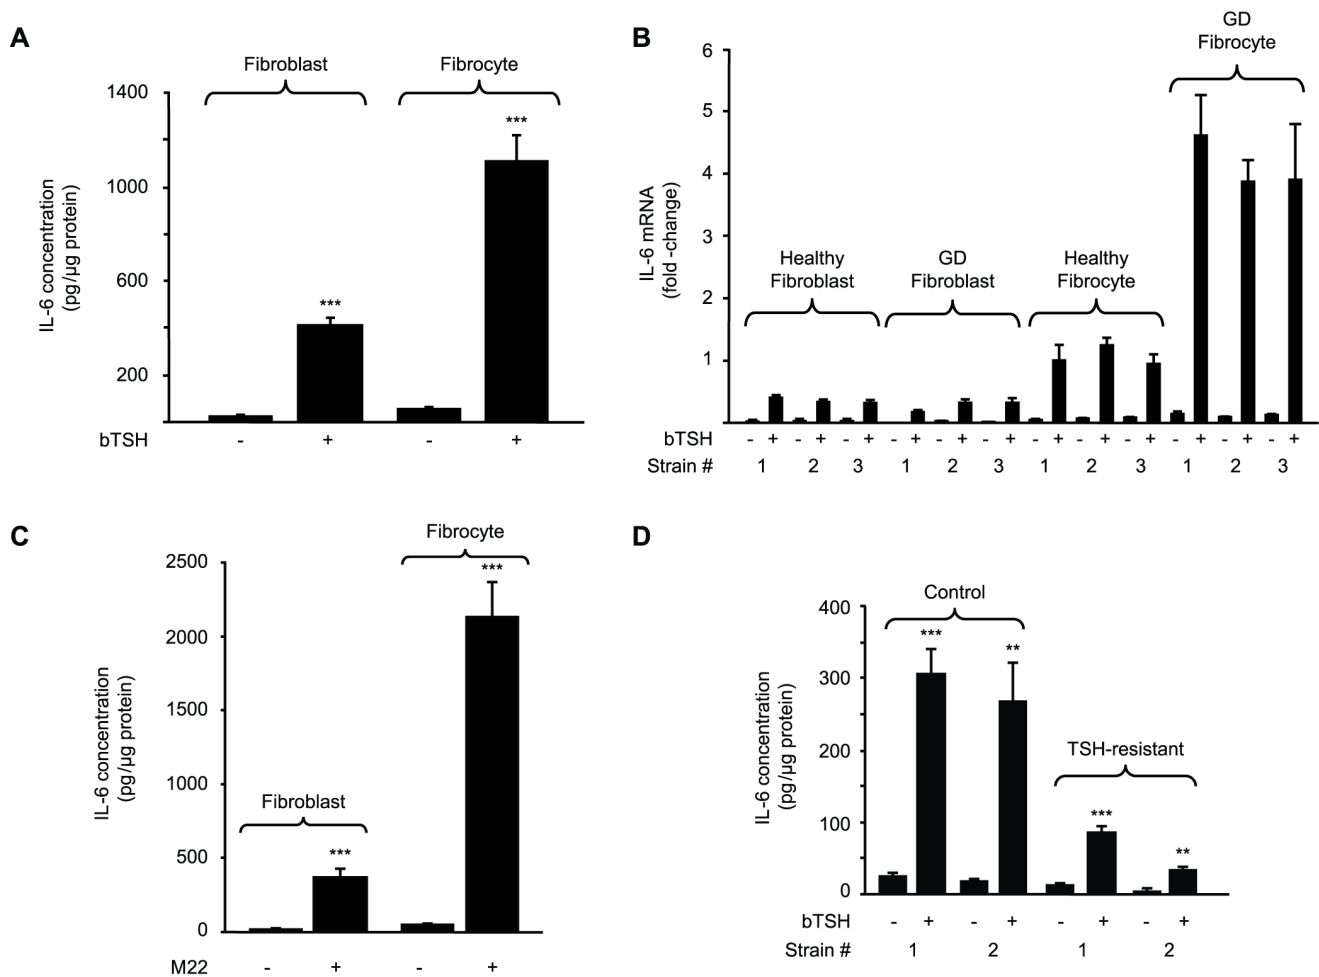 A
Fibroblast
Fibrocyte
1400
1000
600
200
IL-6 concentration
(pg/µg protein)
***
***
bTSH - + - +
B
GD
Fibrocyte
6
5
4
3
2
1
IL-6 mRNA
(fold -change)
Healthy
Fibroblast
GD
Fibroblast
Healthy
Fibrocyte
bTSH - + - + - + - + - + - + - + - + - + - + - + - +
Strain # 1 2 3 1 2 3 1 2 3 1 2 3
C
Fibrocyte
2500
2000
1500
1000
500
0
IL-6 concentration
(pg/µg protein)
***
Fibroblast
***
M22 - + - +
D
Control
400
300
200
100
0
IL-6 concentration
(pg/µg protein)
***
**
TSH-resistant
***
**
bTSH - + - + - + - +
Strain # 1 2 1 2